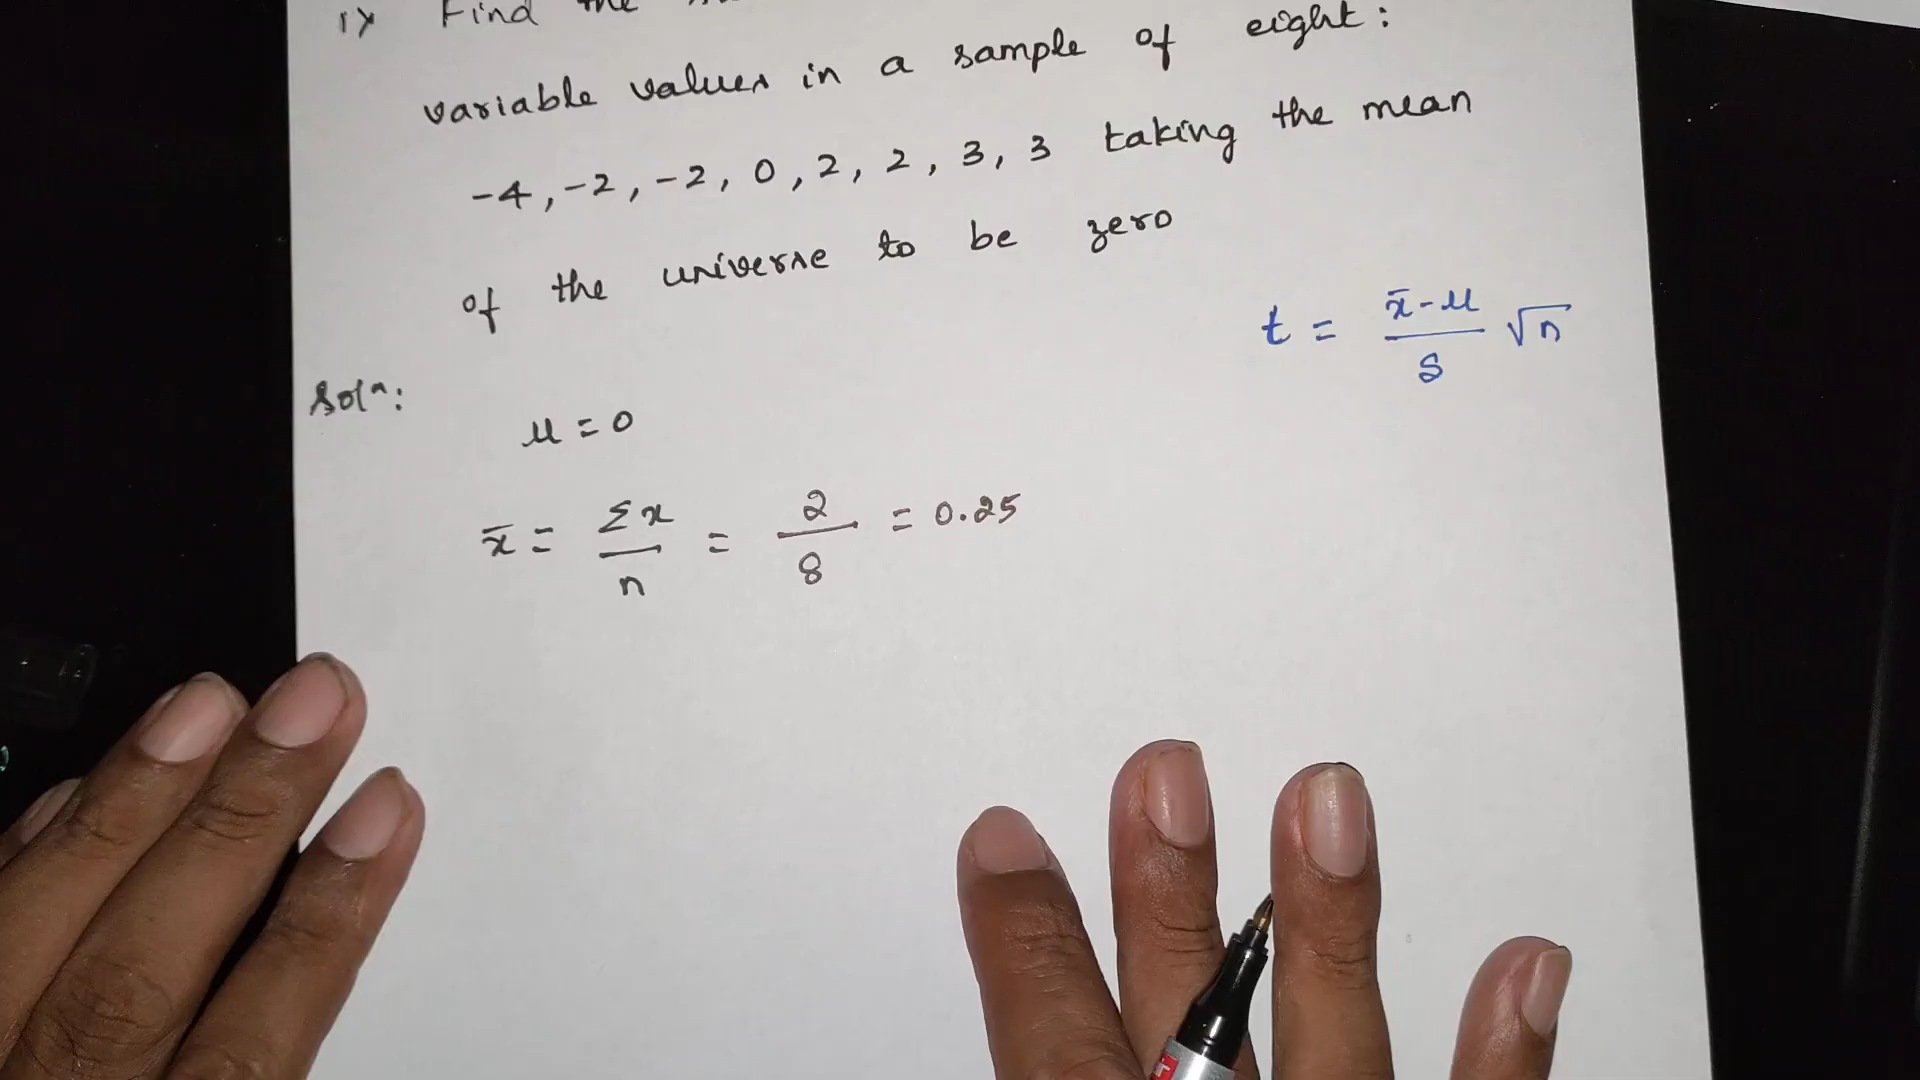 1) Find the
variable values in a sample of eight:
-4, -2, -2, 0, 2, 2, 3, 3 taking the mean
of the universe to be zero
t = x̄-μ / s √n
Solⁿ:
μ = 0
x̄ = Σx / n = 2 / 8 = 0.25